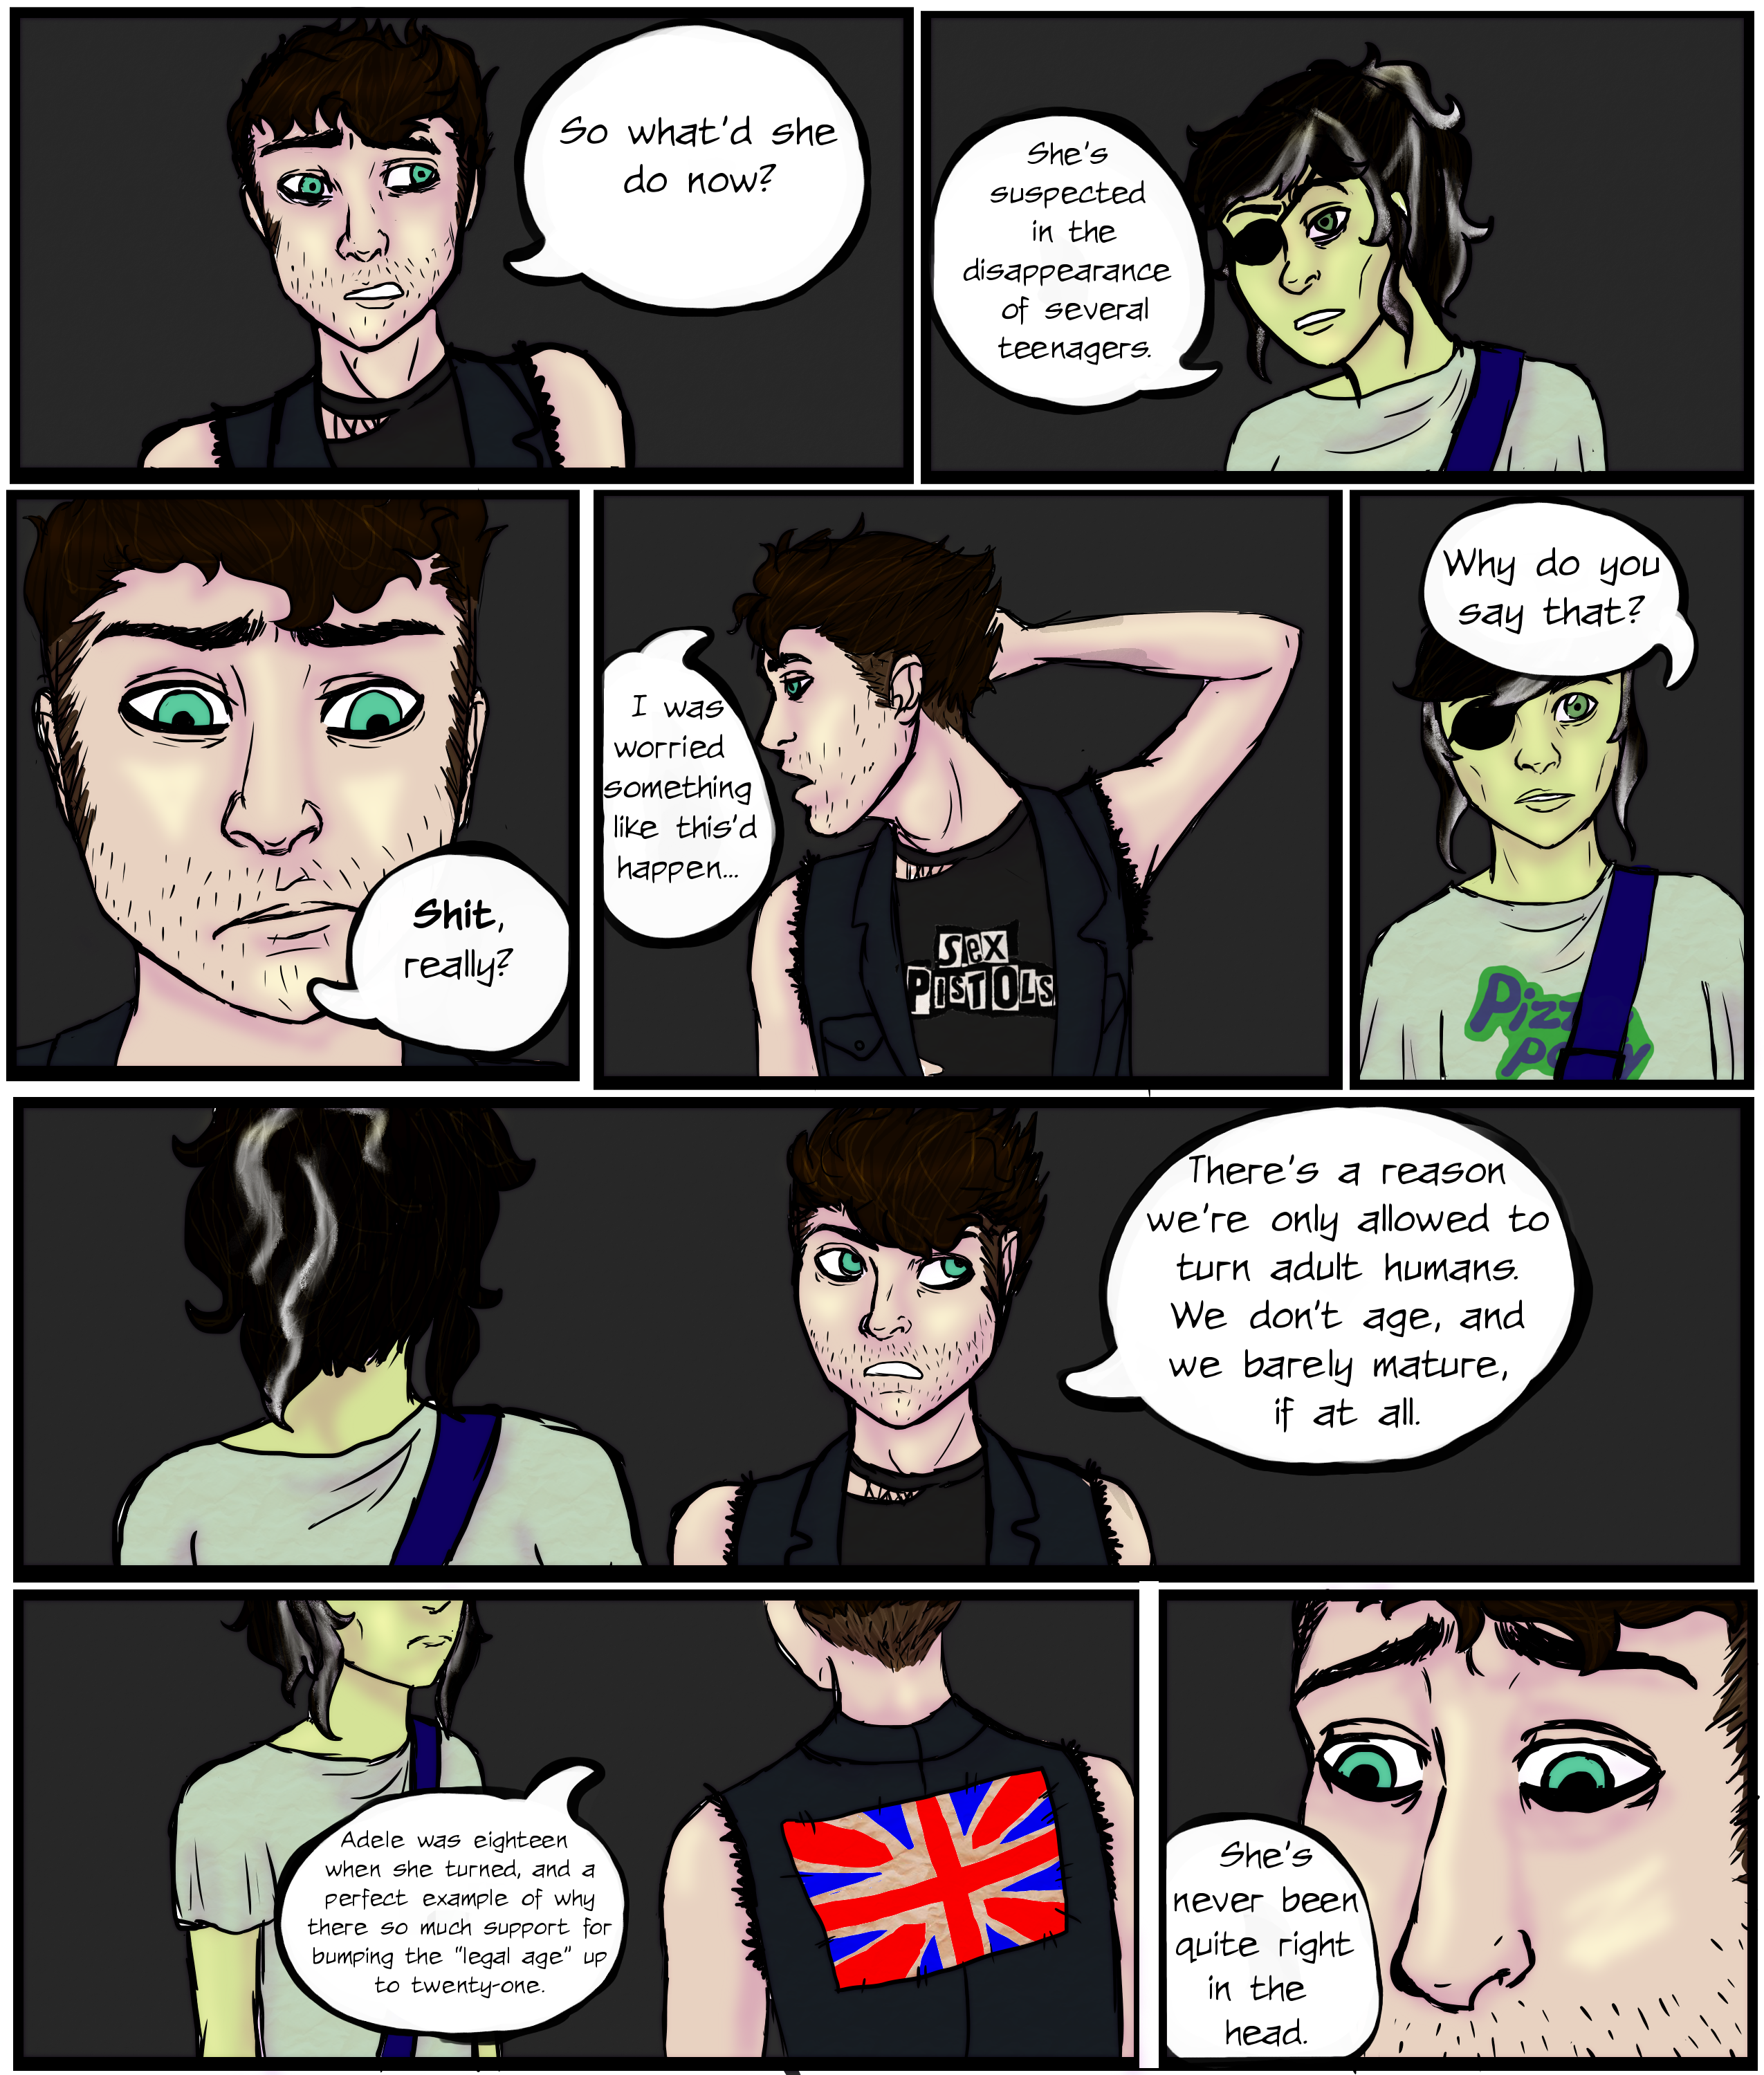 So what'd she
do now?
She's
suspected
in the
disappearance
of several
teenagers.
Shit,
really?
I was
worried
something
like this'd
happen...
SEX
PISTOLS
Why do you
say that?
There's a reason
we're only allowed to
turn adult humans.
We don't age, and
we barely mature,
if at all.
Adele was eighteen
when she turned, and a
perfect example of why
there so much support for
bumping the "legal age" up
to twenty-one.
She's
never been
quite right
in the
head.